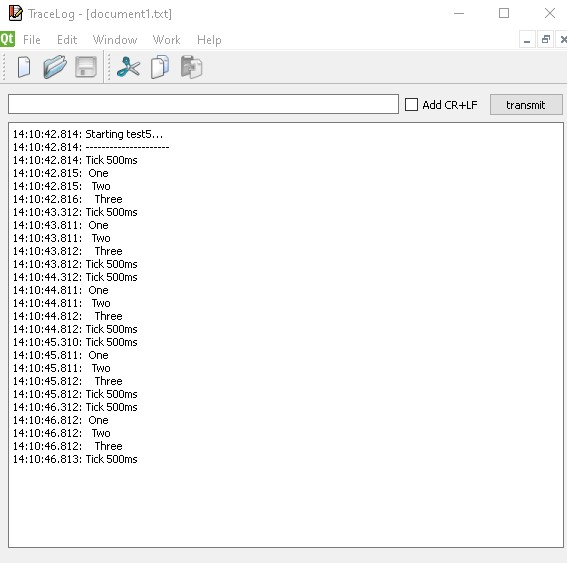 TraceLog - [document1.txt]
Qt File Edit Window Work Help
Add CR+LF transmit
14:10:42.814: Starting test5...
14:10:42.814: ---------------------
14:10:42.814: Tick 500ms
14:10:42.815: One
14:10:42.815: Two
14:10:42.816: Three
14:10:43.312: Tick 500ms
14:10:43.811: One
14:10:43.811: Two
14:10:43.812: Three
14:10:43.812: Tick 500ms
14:10:44.312: Tick 500ms
14:10:44.811: One
14:10:44.811: Two
14:10:44.812: Three
14:10:44.812: Tick 500ms
14:10:45.310: Tick 500ms
14:10:45.811: One
14:10:45.811: Two
14:10:45.812: Three
14:10:45.812: Tick 500ms
14:10:46.312: Tick 500ms
14:10:46.812: One
14:10:46.812: Two
14:10:46.812: Three
14:10:46.813: Tick 500ms